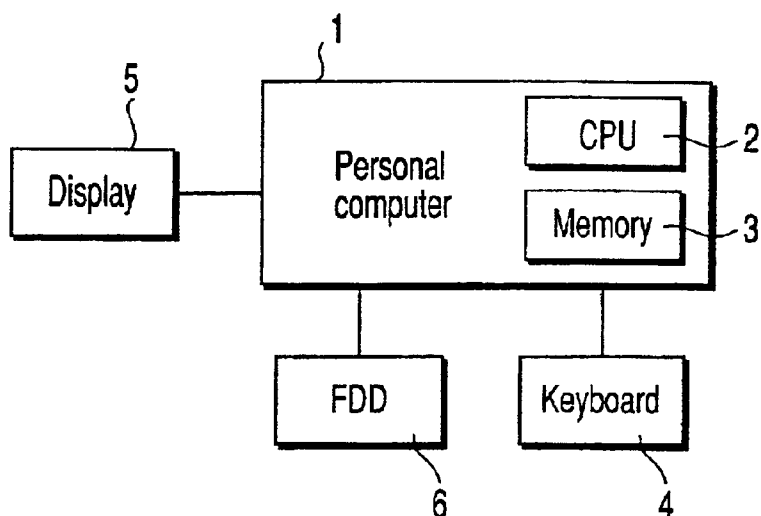 1
5
CPU
2
Display
Personal
computer
Memory
3
FDD
Keyboard
6
4